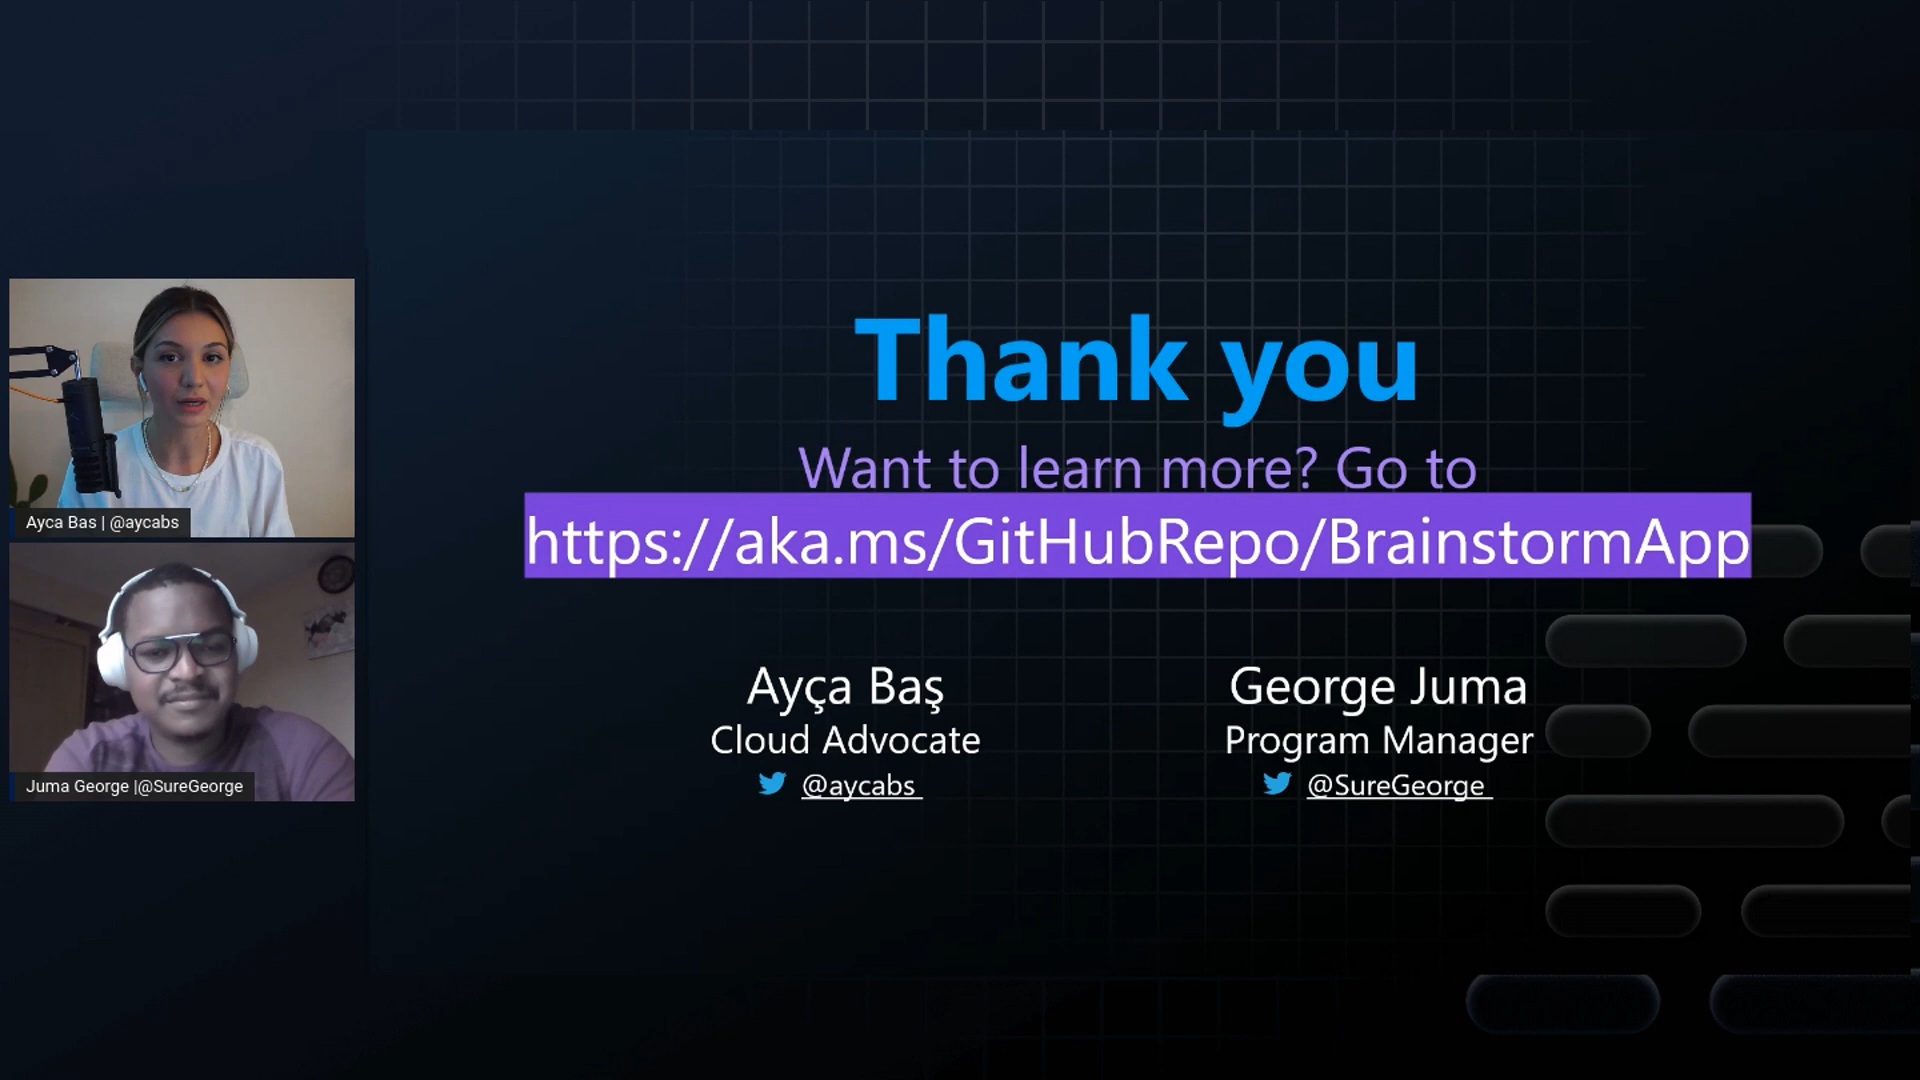 Thank you
Want to learn more? Go to
https://aka.ms/GitHubRepo/BrainstormApp
Ayca Bas | @aycabs
Juma George |@SureGeorge
Ayça Baş
Cloud Advocate
@aycabs
George Juma
Program Manager
@SureGeorge